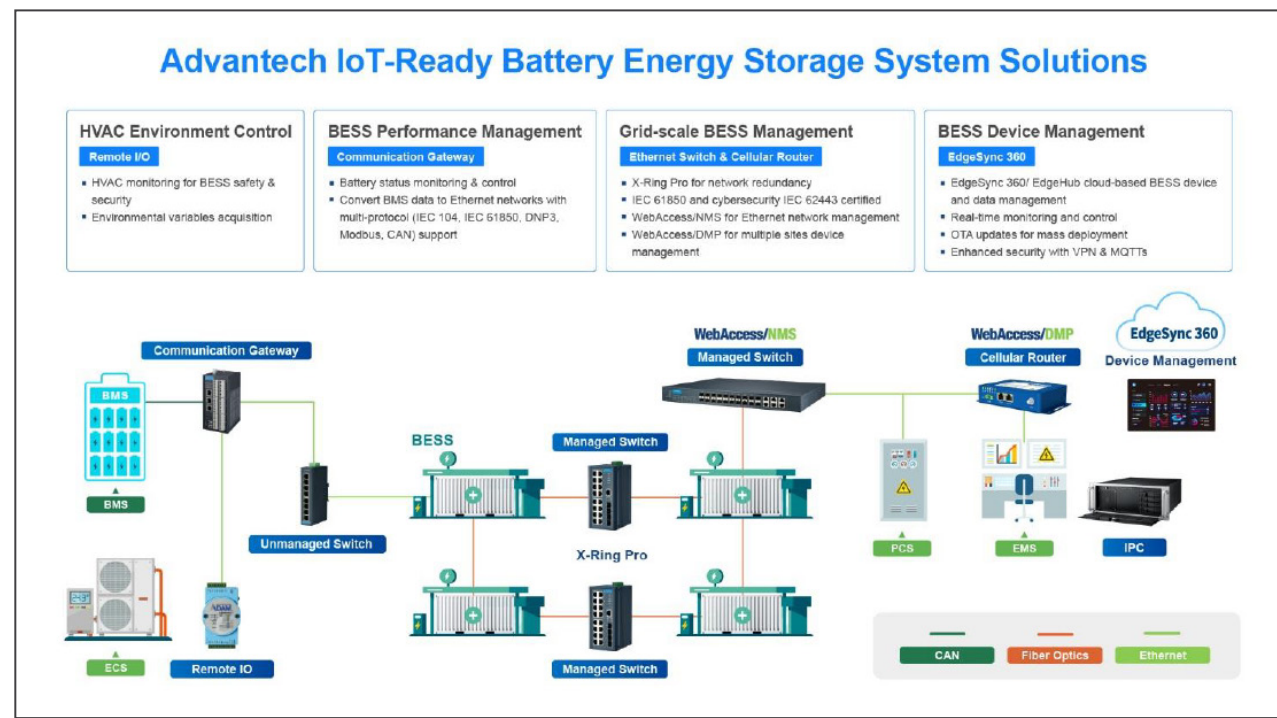 Advantech IoT-Ready Battery Energy Storage System Solutions
HVAC Environment Control
Remote I/O
▪ HVAC monitoring for BESS safety &
security
▪ Environmental variables acquisition
BESS Performance Management
Communication Gateway
▪ Battery status monitoring & control
▪ Convert BMS data to Ethernet networks with
multi-protocol (IEC 104, IEC 61850, DNP3,
Modbus, CAN) support
Grid-scale BESS Management
Ethernet Switch & Cellular Router
▪ X-Ring Pro for network redundancy
▪ IEC 61850 and cybersecurity IEC 62443 certified
▪ WebAccess/NMS for Ethernet network management
▪ WebAccess/DMP for multiple sites device
management
BESS Device Management
EdgeSync 360
▪ EdgeSync 360/ EdgeHub cloud-based BESS device
and data management
▪ Real-time monitoring and control
▪ OTA updates for mass deployment
▪ Enhanced security with VPN & MQTTs
Communication Gateway
BMS
BMS
Unmanaged Switch
ECS
Remote IO
BESS
Managed Switch
X-Ring Pro
Managed Switch
WebAccess/NMS
Managed Switch
WebAccess/DMP
Cellular Router
EdgeSync 360
Device Management
PCS
EMS
IPC
CAN
Fiber Optics
Ethernet